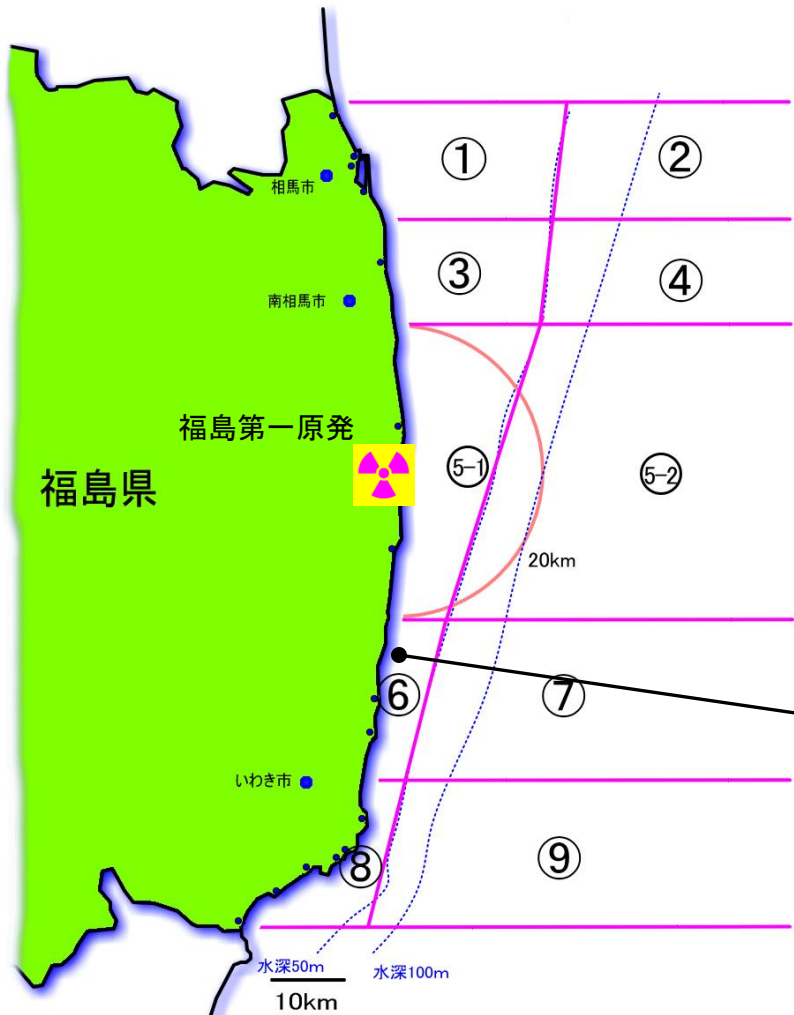 ①
②
相馬市
③
④
南相馬市
福島第一原発
5-1
5-2
福島県
20km
⑥
⑦
いわき市
⑧
⑨
水深50m
水深100m
10km